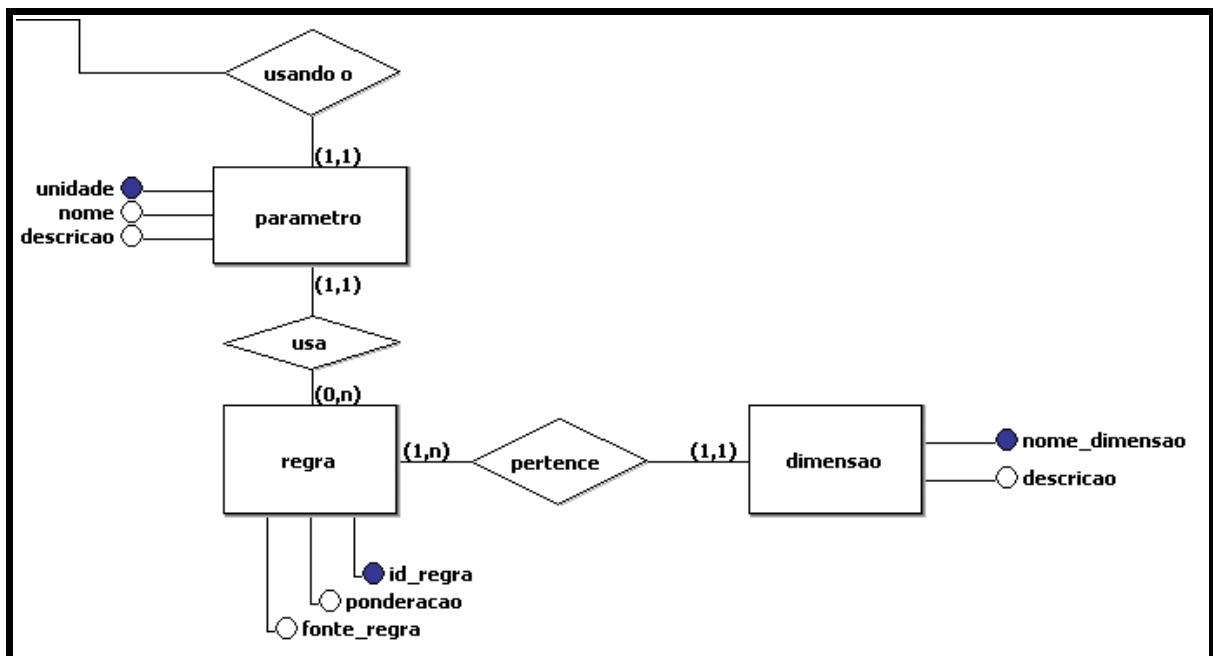 usando o
(1,1)
unidade
nome
descricao
parametro
(1,1)
usa
(0,n)
regra
(1,n)
pertence
(1,1)
dimensao
nome_dimensao
descricao
id_regra
ponderacao
fonte_regra